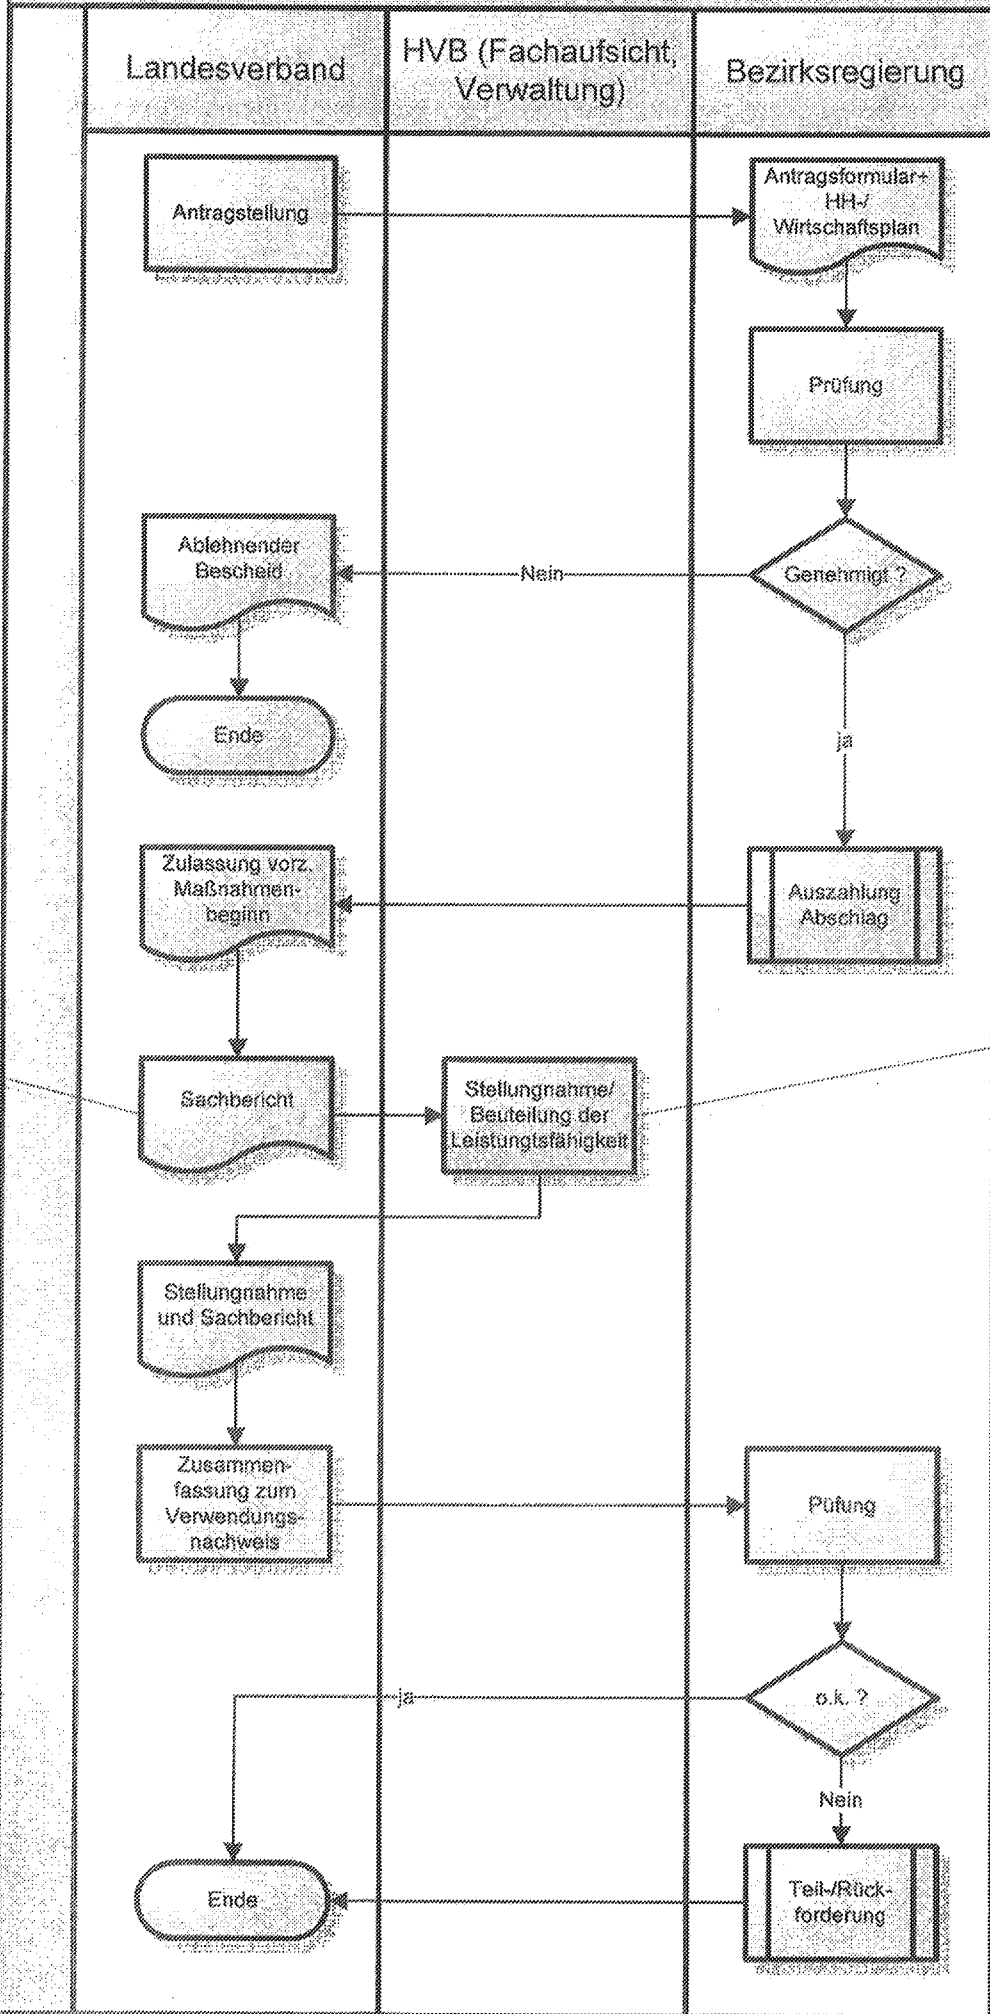 Landesverband
HVB (Fachaufsicht,
Verwaltung)
Bezirksregierung
Antragstellung
Antragsformular+
HH-/
Wirtschaftsplan
Prüfung
Genehmigt ?
Nein
Ablehnender
Bescheid
Ende
ja
Auszahlung
Abschlag
Zulassung vorz.
Maßnahmen-
beginn
Sachbericht
Stellungnahme/
Beuteilung der
Leistungtsfähigkeit
Stellungnahme
und Sachbericht
Zusammen-
fassung zum
Verwendungs-
nachweis
Püfung
o.k. ?
ja
Nein
Teil-/Rück-
forderung
Ende